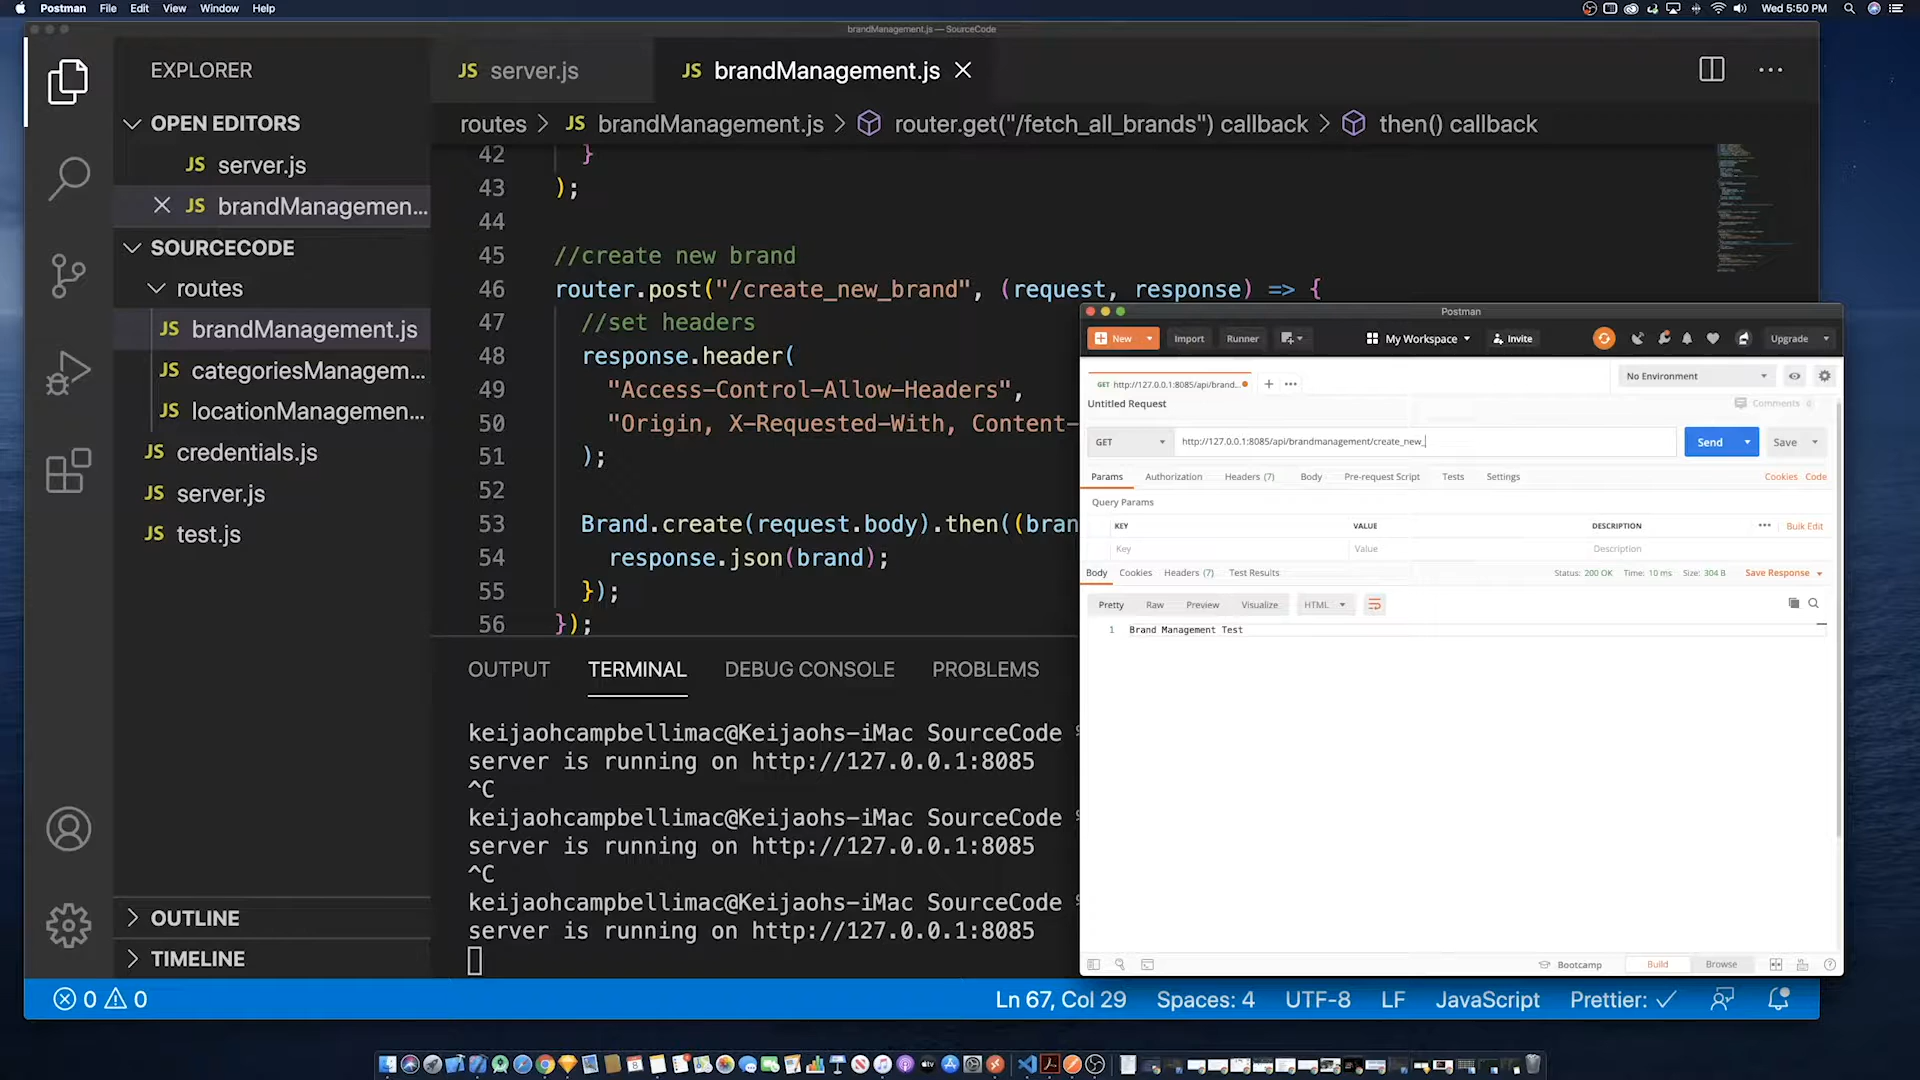 Postman File Edit View Window Help
Wed 5:50 PM
brandManagement.js — SourceCode
EXPLORER
OPEN EDITORS
JS server.js
JS brandManagemen...
SOURCECODE
routes
JS brandManagement.js
JS categoriesManagem...
JS locationManagemen...
JS credentials.js
JS server.js
JS test.js
OUTLINE
TIMELINE
JS server.js
JS brandManagement.js
routes > JS brandManagement.js > router.get("/fetch_all_brands") callback > then() callback
42 }
43 );
44
45 //create new brand
46 router.post("/create_new_brand", (request, response) => {
47 //set headers
48 response.header(
49 "Access-Control-Allow-Headers",
50 "Origin, X-Requested-With, Content-
51 );
52
53 Brand.create(request.body).then((bran
54 response.json(brand);
55 });
56 });
OUTPUT TERMINAL DEBUG CONSOLE PROBLEMS
keijaohcampbellimac@Keijaohs-iMac SourceCode
server is running on http://127.0.0.1:8085
^C
keijaohcampbellimac@Keijaohs-iMac SourceCode
server is running on http://127.0.0.1:8085
^C
keijaohcampbellimac@Keijaohs-iMac SourceCode
server is running on http://127.0.0.1:8085
0 0
Ln 67, Col 29 Spaces: 4 UTF-8 LF JavaScript Prettier: ✓
Postman
New Import Runner My Workspace Invite Upgrade
GET http://127.0.0.1:8085/api/brand...
No Environment
Untitled Request
Comments 0
GET http://127.0.0.1:8085/api/brandmanagement/create_new_
Send Save
Params Authorization Headers (7) Body Pre-request Script Tests Settings Cookies Code
Query Params
KEY VALUE DESCRIPTION Bulk Edit
Key Value Description
Body Cookies Headers (7) Test Results Status: 200 OK Time: 10 ms Size: 304 B Save Response
Pretty Raw Preview Visualize HTML
1 Brand Management Test
Bootcamp Build Browse